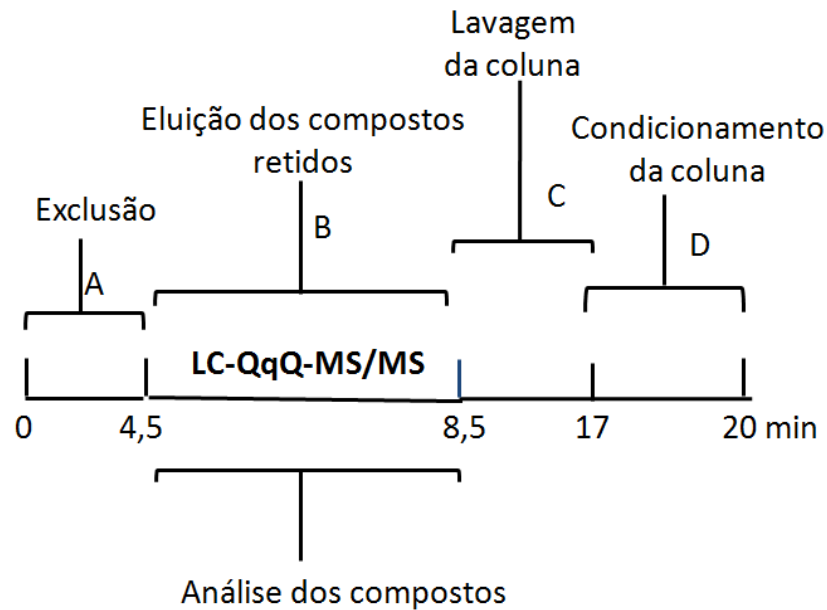 Lavagem
da coluna
Eluição dos compostos
retidos
Condicionamento
da coluna
Exclusão
A
B
C
D
LC-QqQ-MS/MS
0 4,5 8,5 17 20 min
Análise dos compostos